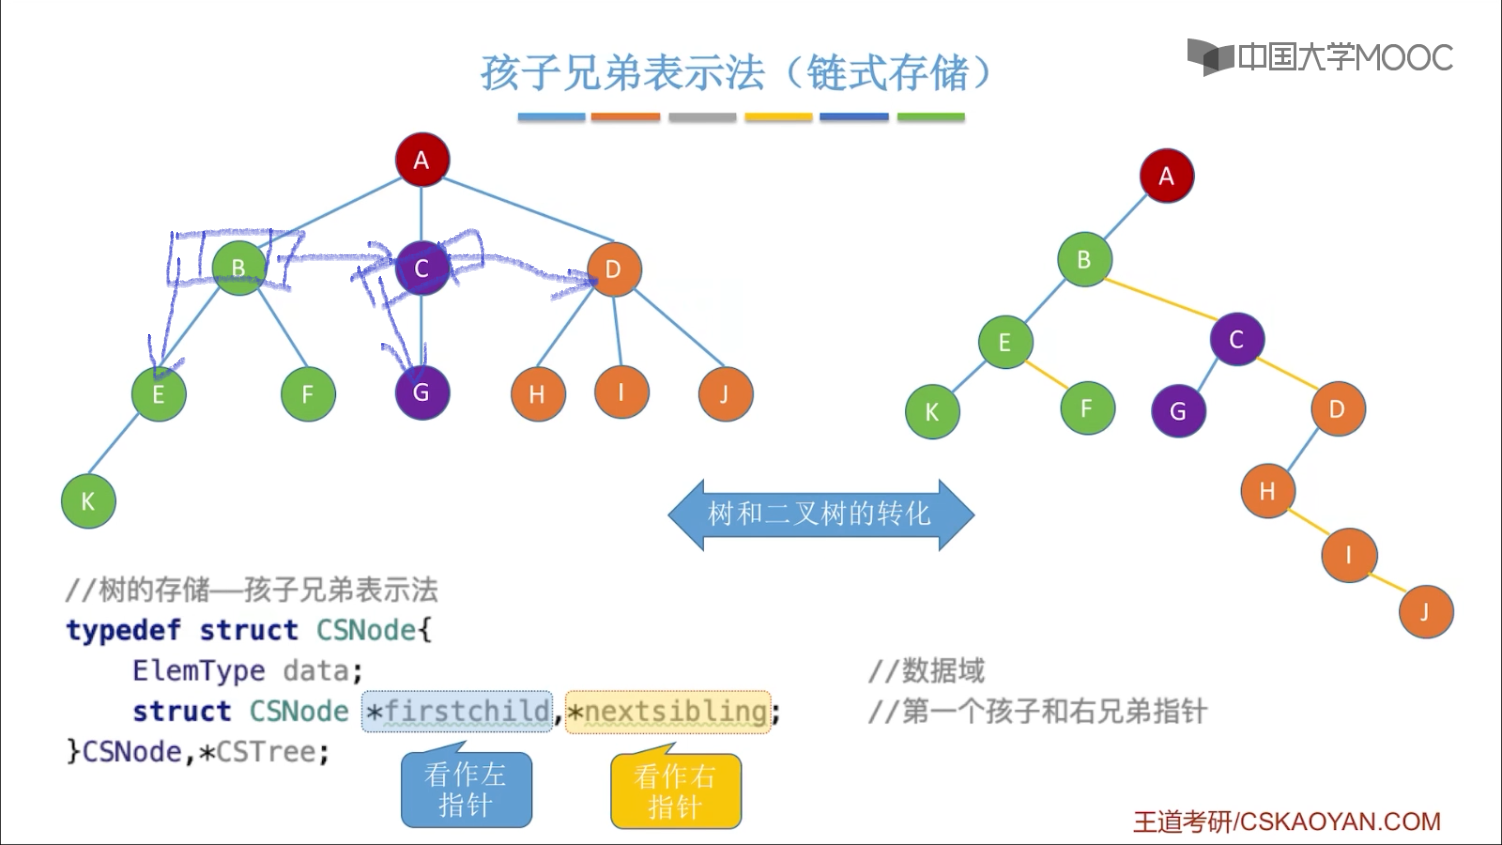 中国大学MOOC
孩子兄弟表示法（链式存储）
A
B
C
D
E
F
G
H
I
J
K
A
B
E
C
K
F
G
D
H
I
J
树和二叉树的转化
//树的存储——孩子兄弟表示法
typedef struct CSNode{
ElemType data; //数据域
struct CSNode *firstchild,*nextsibling; //第一个孩子和右兄弟指针
}CSNode,*CSTree;
看作左
指针
看作右
指针
王道考研/CSKAOYAN.COM